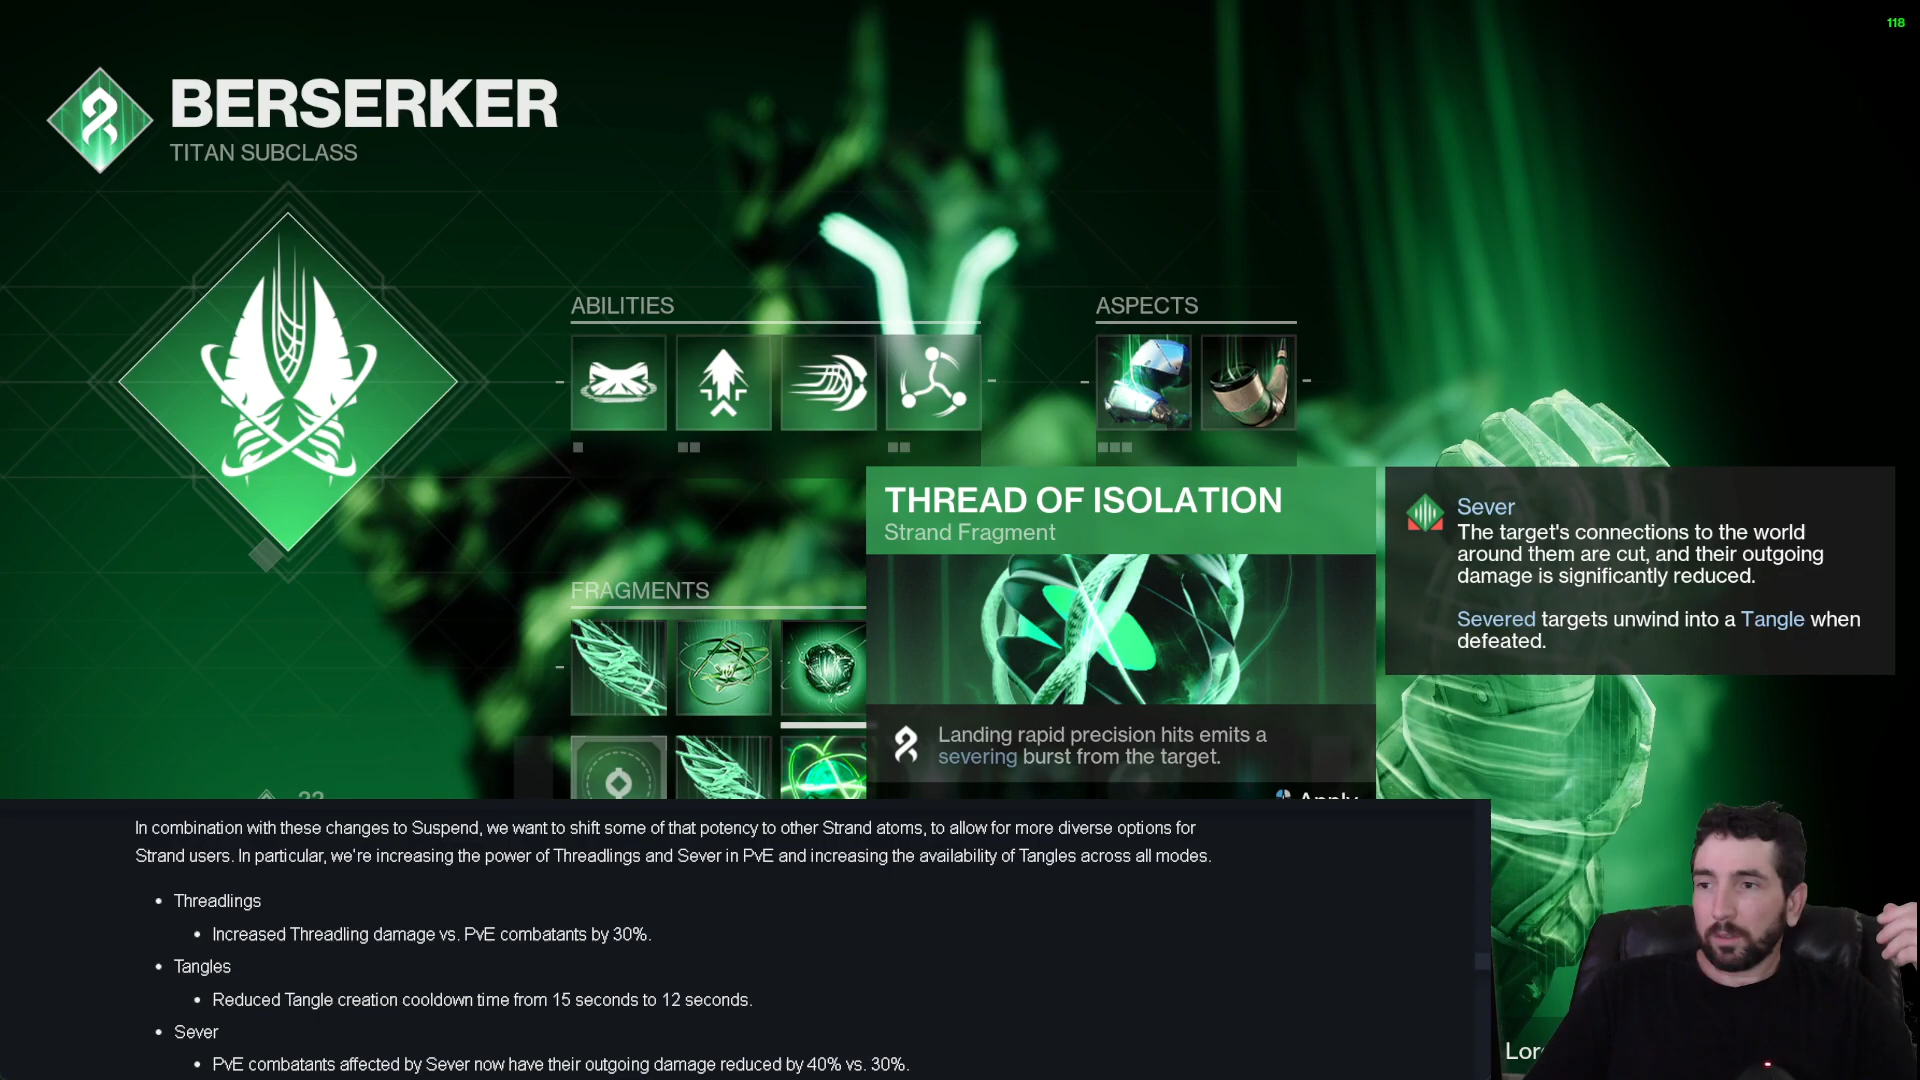 118
BERSERKER
TITAN SUBCLASS
ABILITIES
ASPECTS
THREAD OF ISOLATION
Strand Fragment
Sever
The target's connections to the world
around them are cut, and their outgoing
damage is significantly reduced.
Severed targets unwind into a Tangle when
defeated.
FRAGMENTS
Landing rapid precision hits emits a
severing burst from the target.
Apply
In combination with these changes to Suspend, we want to shift some of that potency to other Strand atoms, to allow for more diverse options for
Strand users. In particular, we're increasing the power of Threadlings and Sever in PvE and increasing the availability of Tangles across all modes.
• Threadlings
• Increased Threadling damage vs. PvE combatants by 30%.
• Tangles
• Reduced Tangle creation cooldown time from 15 seconds to 12 seconds.
• Sever
• PvE combatants affected by Sever now have their outgoing damage reduced by 40% vs. 30%.